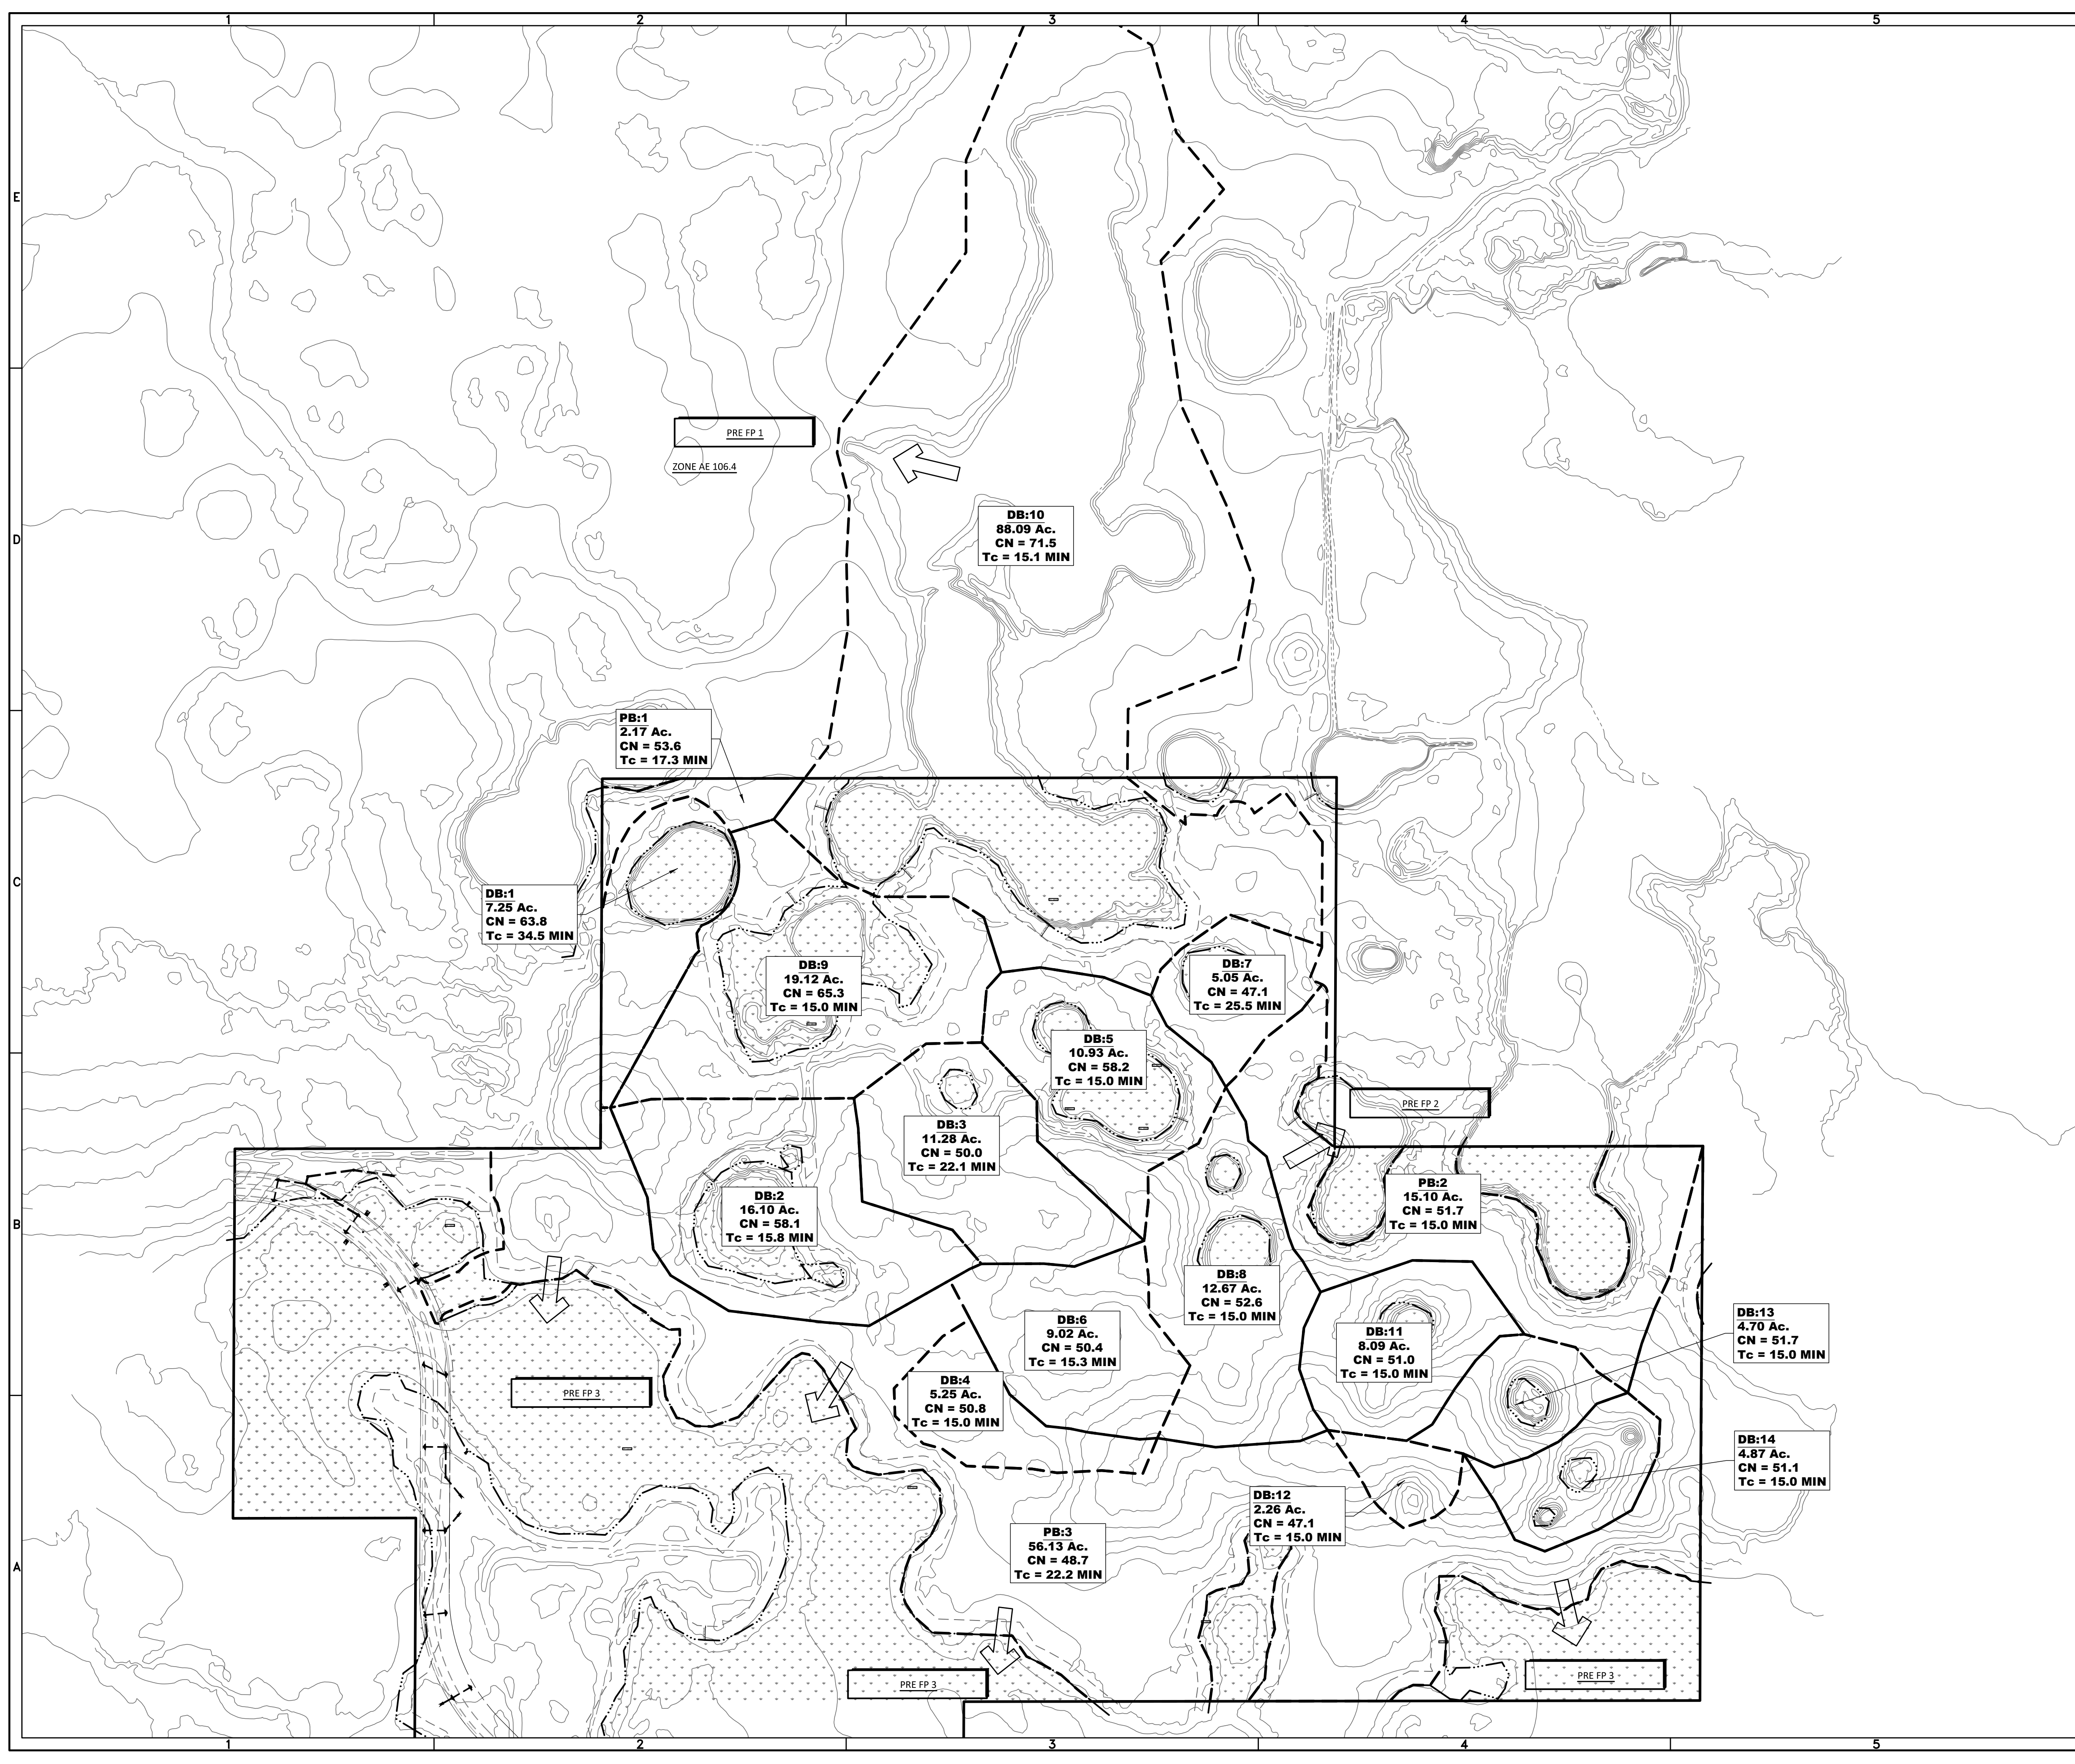 1 2 3 4 5
E
PRE FP 1
ZONE AE 106.4
DB:10
88.09 Ac.
CN = 71.5
Tc = 15.1 MIN
D
PB:1
2.17 Ac.
CN = 53.6
Tc = 17.3 MIN
C
DB:1
7.25 Ac.
CN = 63.8
Tc = 34.5 MIN
DB:9
19.12 Ac.
CN = 65.3
Tc = 15.0 MIN
DB:7
5.05 Ac.
CN = 47.1
Tc = 25.5 MIN
DB:5
10.93 Ac.
CN = 58.2
Tc = 15.0 MIN
PRE FP 2
DB:3
11.28 Ac.
CN = 50.0
Tc = 22.1 MIN
B
DB:2
16.10 Ac.
CN = 58.1
Tc = 15.8 MIN
PB:2
15.10 Ac.
CN = 51.7
Tc = 15.0 MIN
DB:8
12.67 Ac.
CN = 52.6
Tc = 15.0 MIN
DB:6
9.02 Ac.
CN = 50.4
Tc = 15.3 MIN
DB:11
8.09 Ac.
CN = 51.0
Tc = 15.0 MIN
DB:13
4.70 Ac.
CN = 51.7
Tc = 15.0 MIN
PRE FP 3
DB:4
5.25 Ac.
CN = 50.8
Tc = 15.0 MIN
DB:14
4.87 Ac.
CN = 51.1
Tc = 15.0 MIN
DB:12
2.26 Ac.
CN = 47.1
Tc = 15.0 MIN
PB:3
56.13 Ac.
CN = 48.7
Tc = 22.2 MIN
A
PRE FP 3
PRE FP 3
1 2 3 4 5